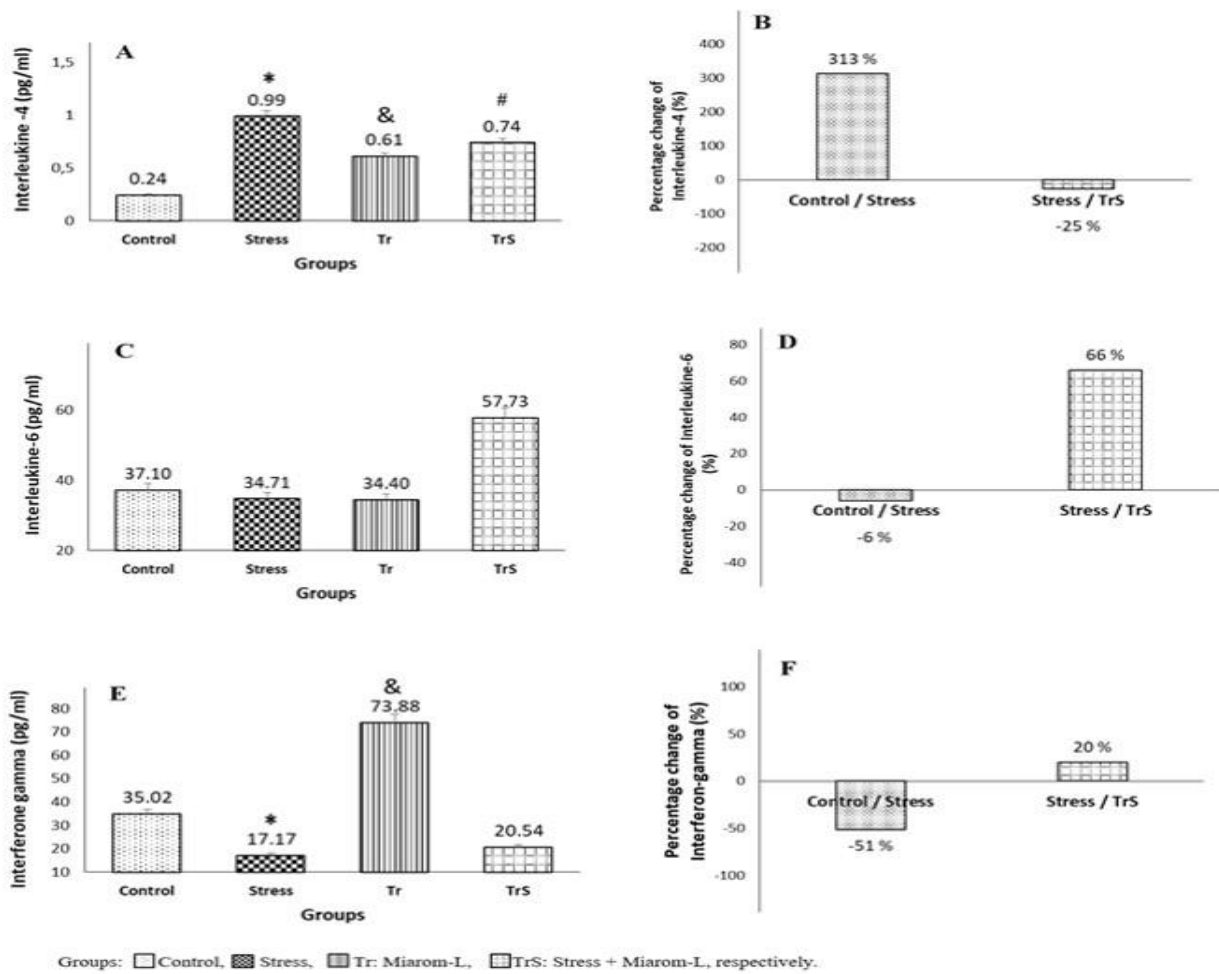 A
Interleukine -4 (pg/ml)
1,5
1
0,5
0
0.24
*
0.99
&
0.61
#
0.74
Control
Stress
Tr
TrS
Groups
B
Percentage change of
Interleukine-4 (%)
400
300
200
100
0
-100
-200
313 %
Control / Stress
Stress / TrS
-25 %
C
Interleukine-6 (pg/ml)
60
40
20
37.10
34.71
34.40
57,73
Control
Stress
Tr
TrS
Groups
D
Percentage change of Interleukine-6
(%)
80
60
40
20
0
-20
-40
66 %
Control / Stress
Stress / TrS
-6 %
E
Interferone gamma (pg/ml)
80
70
60
50
40
30
20
10
35.02
*
17.17
&
73,88
20.54
Control
Stress
Tr
TrS
Groups
F
Percentage change of
Interferon-gamma (%)
100
50
0
-50
-100
20 %
Control / Stress
Stress / TrS
-51 %
Groups: Control, Stress, Tr: Miarom-L, TrS: Stress + Miarom-L, respectively.